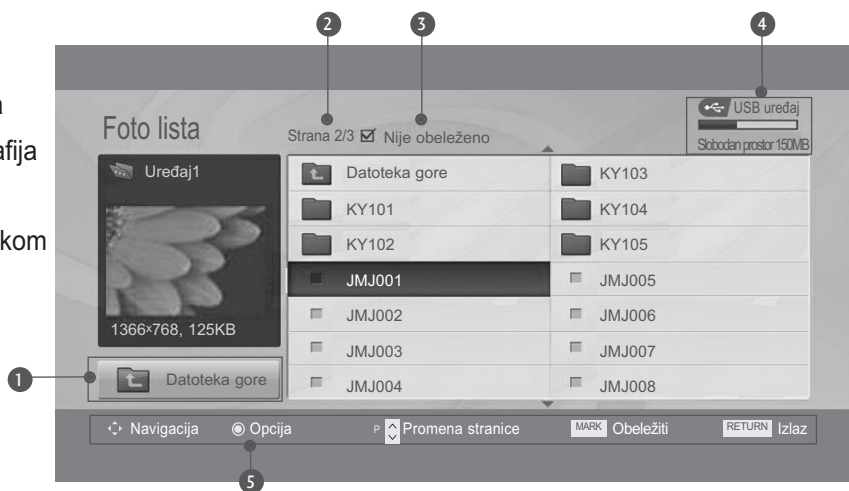 2 3 4
USB uređaj
Foto lista
Strana 2/3 Nije obeleženo
Slobodan prostor 150MB
afija
Uređaj1
Datoteka gore KY103
KY101 KY104
kom
KY102 KY105
JMJ001 JMJ005
JMJ002 JMJ006
1366x768, 125KB
JMJ003 JMJ007
1
Datoteka gore
JMJ004 JMJ008
Navigacija Opcija P Promena stranice MARK Obeležiti RETURN Izlaz
5